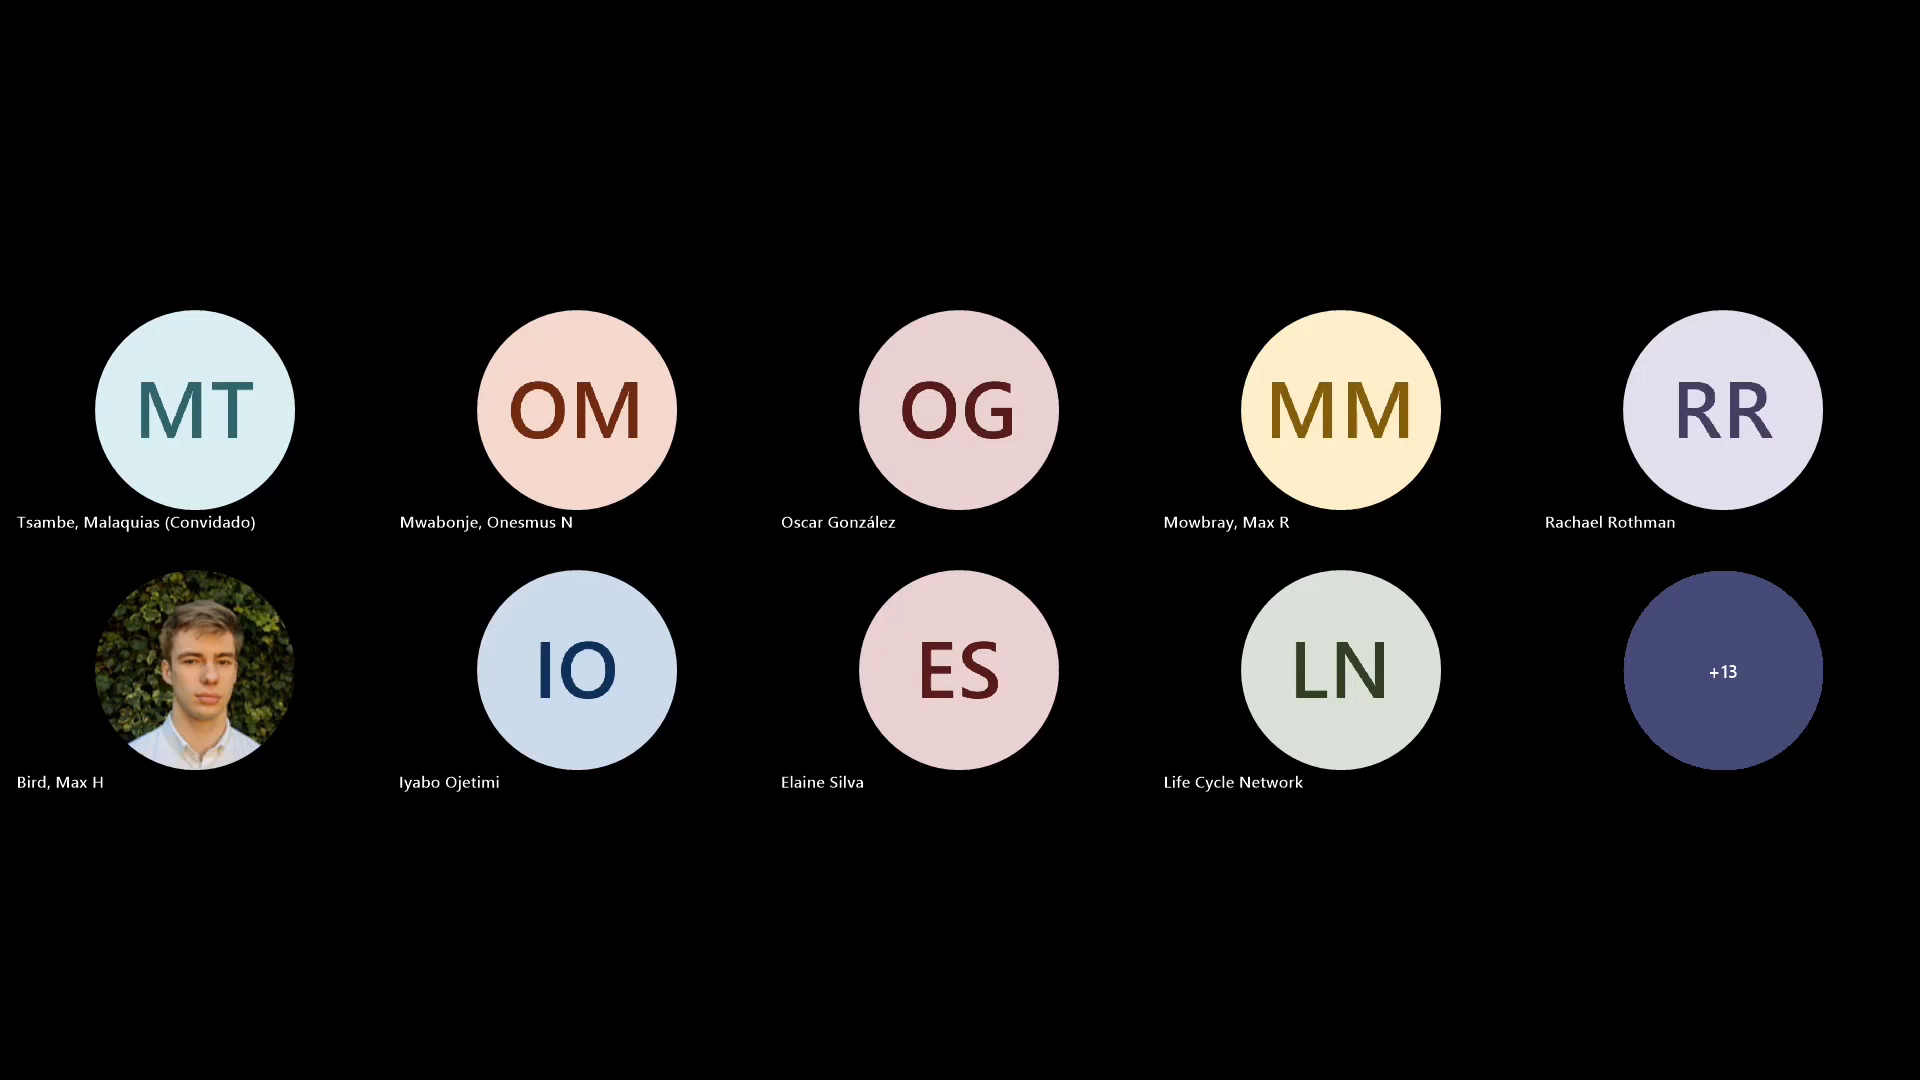 MT
OM
OG
MM
RR
Tsambe, Malaquias (Convidado)
Mwabonje, Onesmus N
Oscar González
Mowbray, Max R
Rachael Rothman
IO
ES
LN
+13
Bird, Max H
Iyabo Ojetimi
Elaine Silva
Life Cycle Network